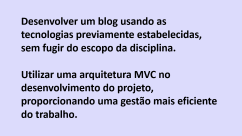 Desenvolver um blog usando as
tecnologias previamente estabelecidas,
sem fugir do escopo da disciplina.
Utilizar uma arquitetura MVC no
desenvolvimento do projeto,
proporcionando uma gestão mais eficiente
do trabalho.